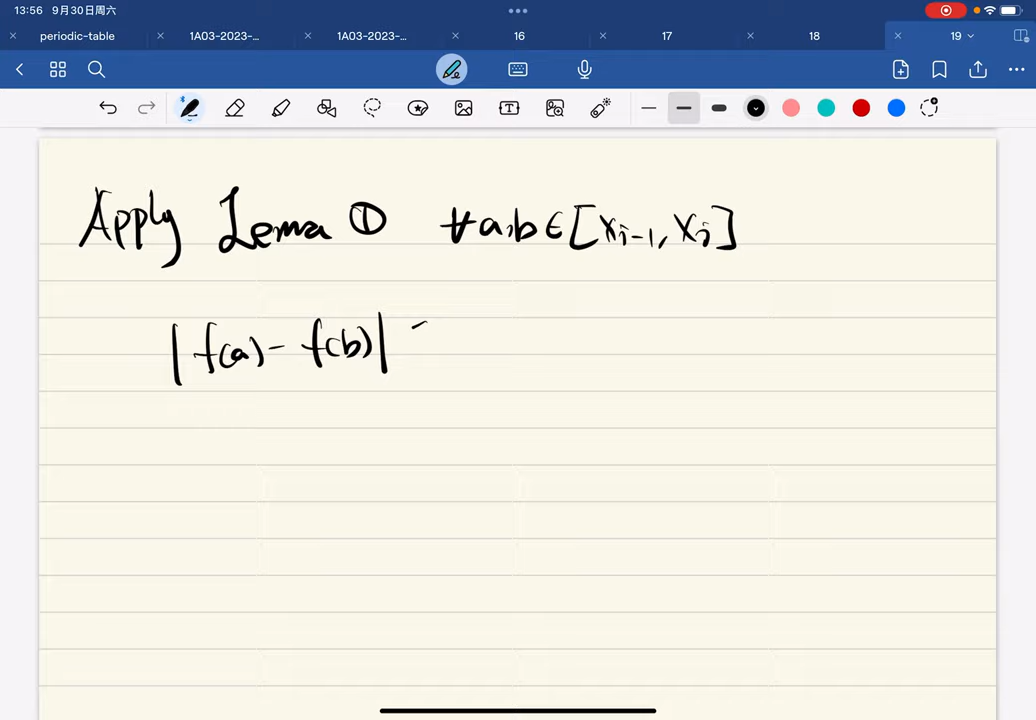 13:56 9月30日周六
periodic-table 1A03-2023-... 1A03-2023-... 16 17 18 19
Apply Lema ① ∀a,b∈[xᵢ₋₁, xᵢ]
|f(a) - f(b)| -